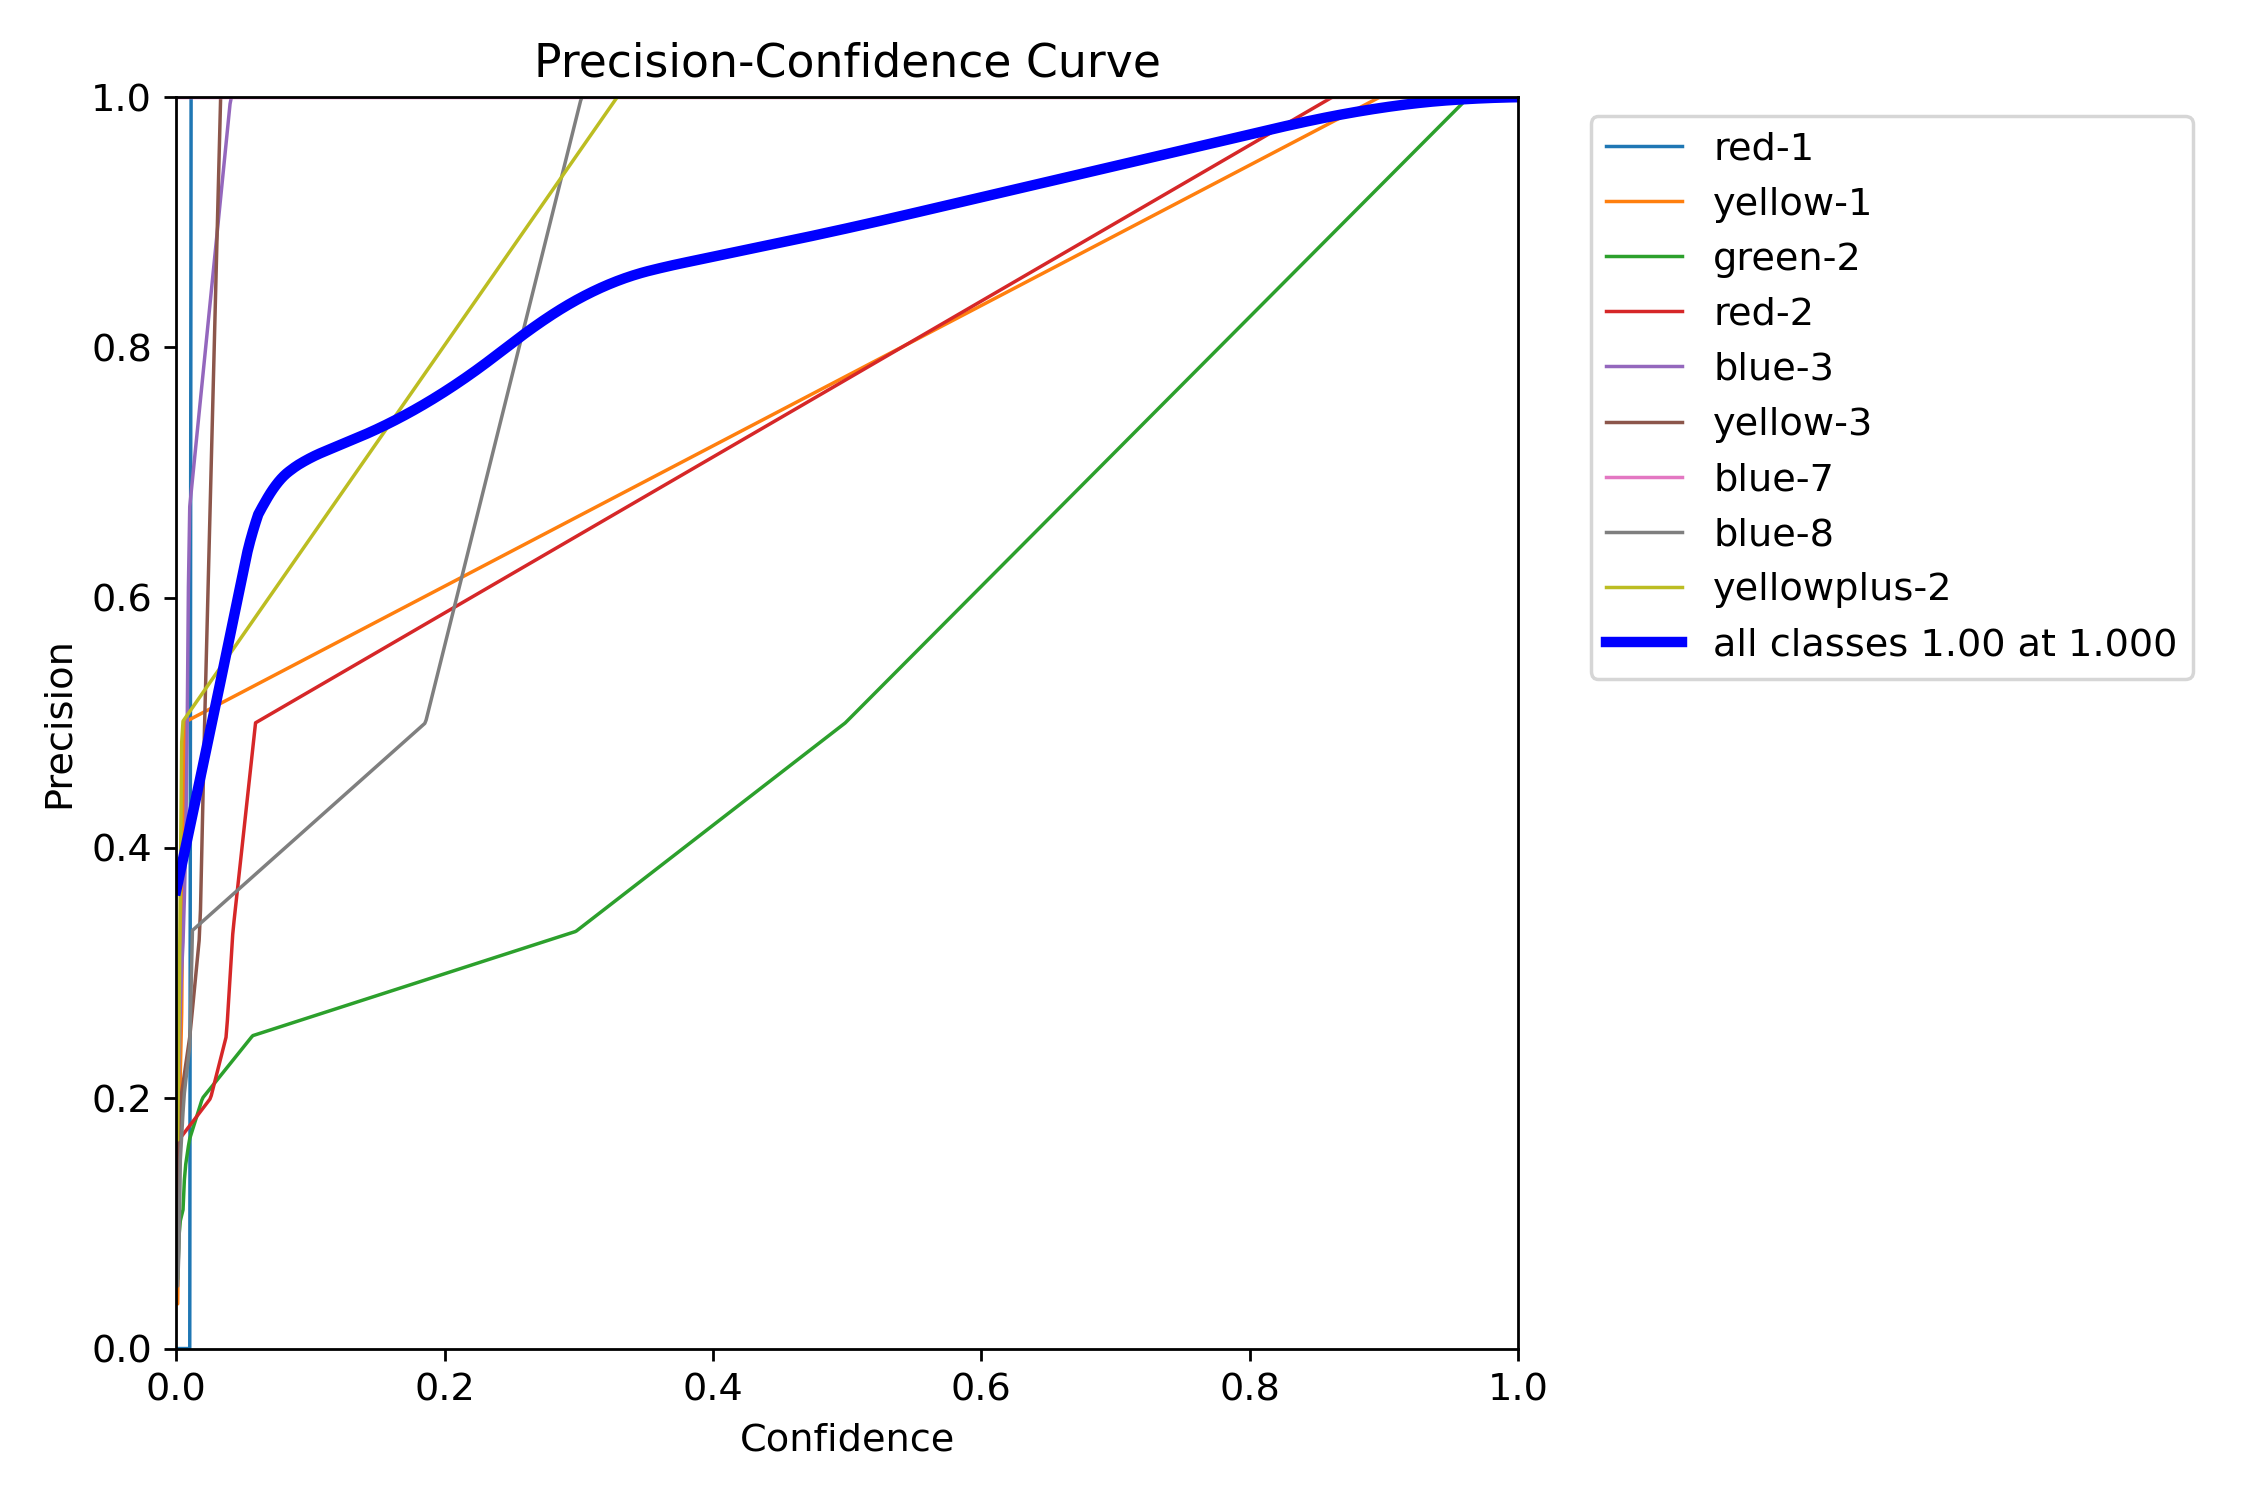 Precision-Confidence Curve
1.0
0.8
0.6
0.4
0.2
0.0
Precision
0.0 0.2 0.4 0.6 0.8 1.0
Confidence
red-1
yellow-1
green-2
red-2
blue-3
yellow-3
blue-7
blue-8
yellowplus-2
all classes 1.00 at 1.000